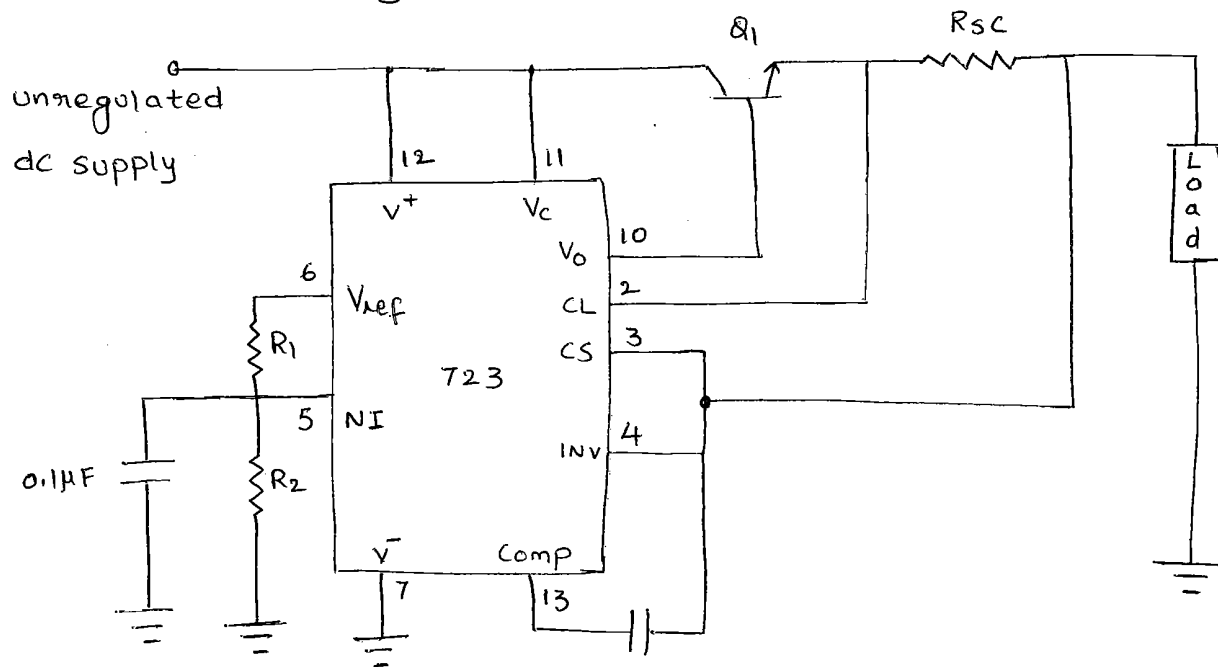 Q1
Rsc
unregulated
dc supply
12
11
V+
Vc
10
Vo
6
Vref
2
CL
R1
3
CS
723
5
NI
4
INV
0.1μF
R2
V-
Comp
7
13
Load